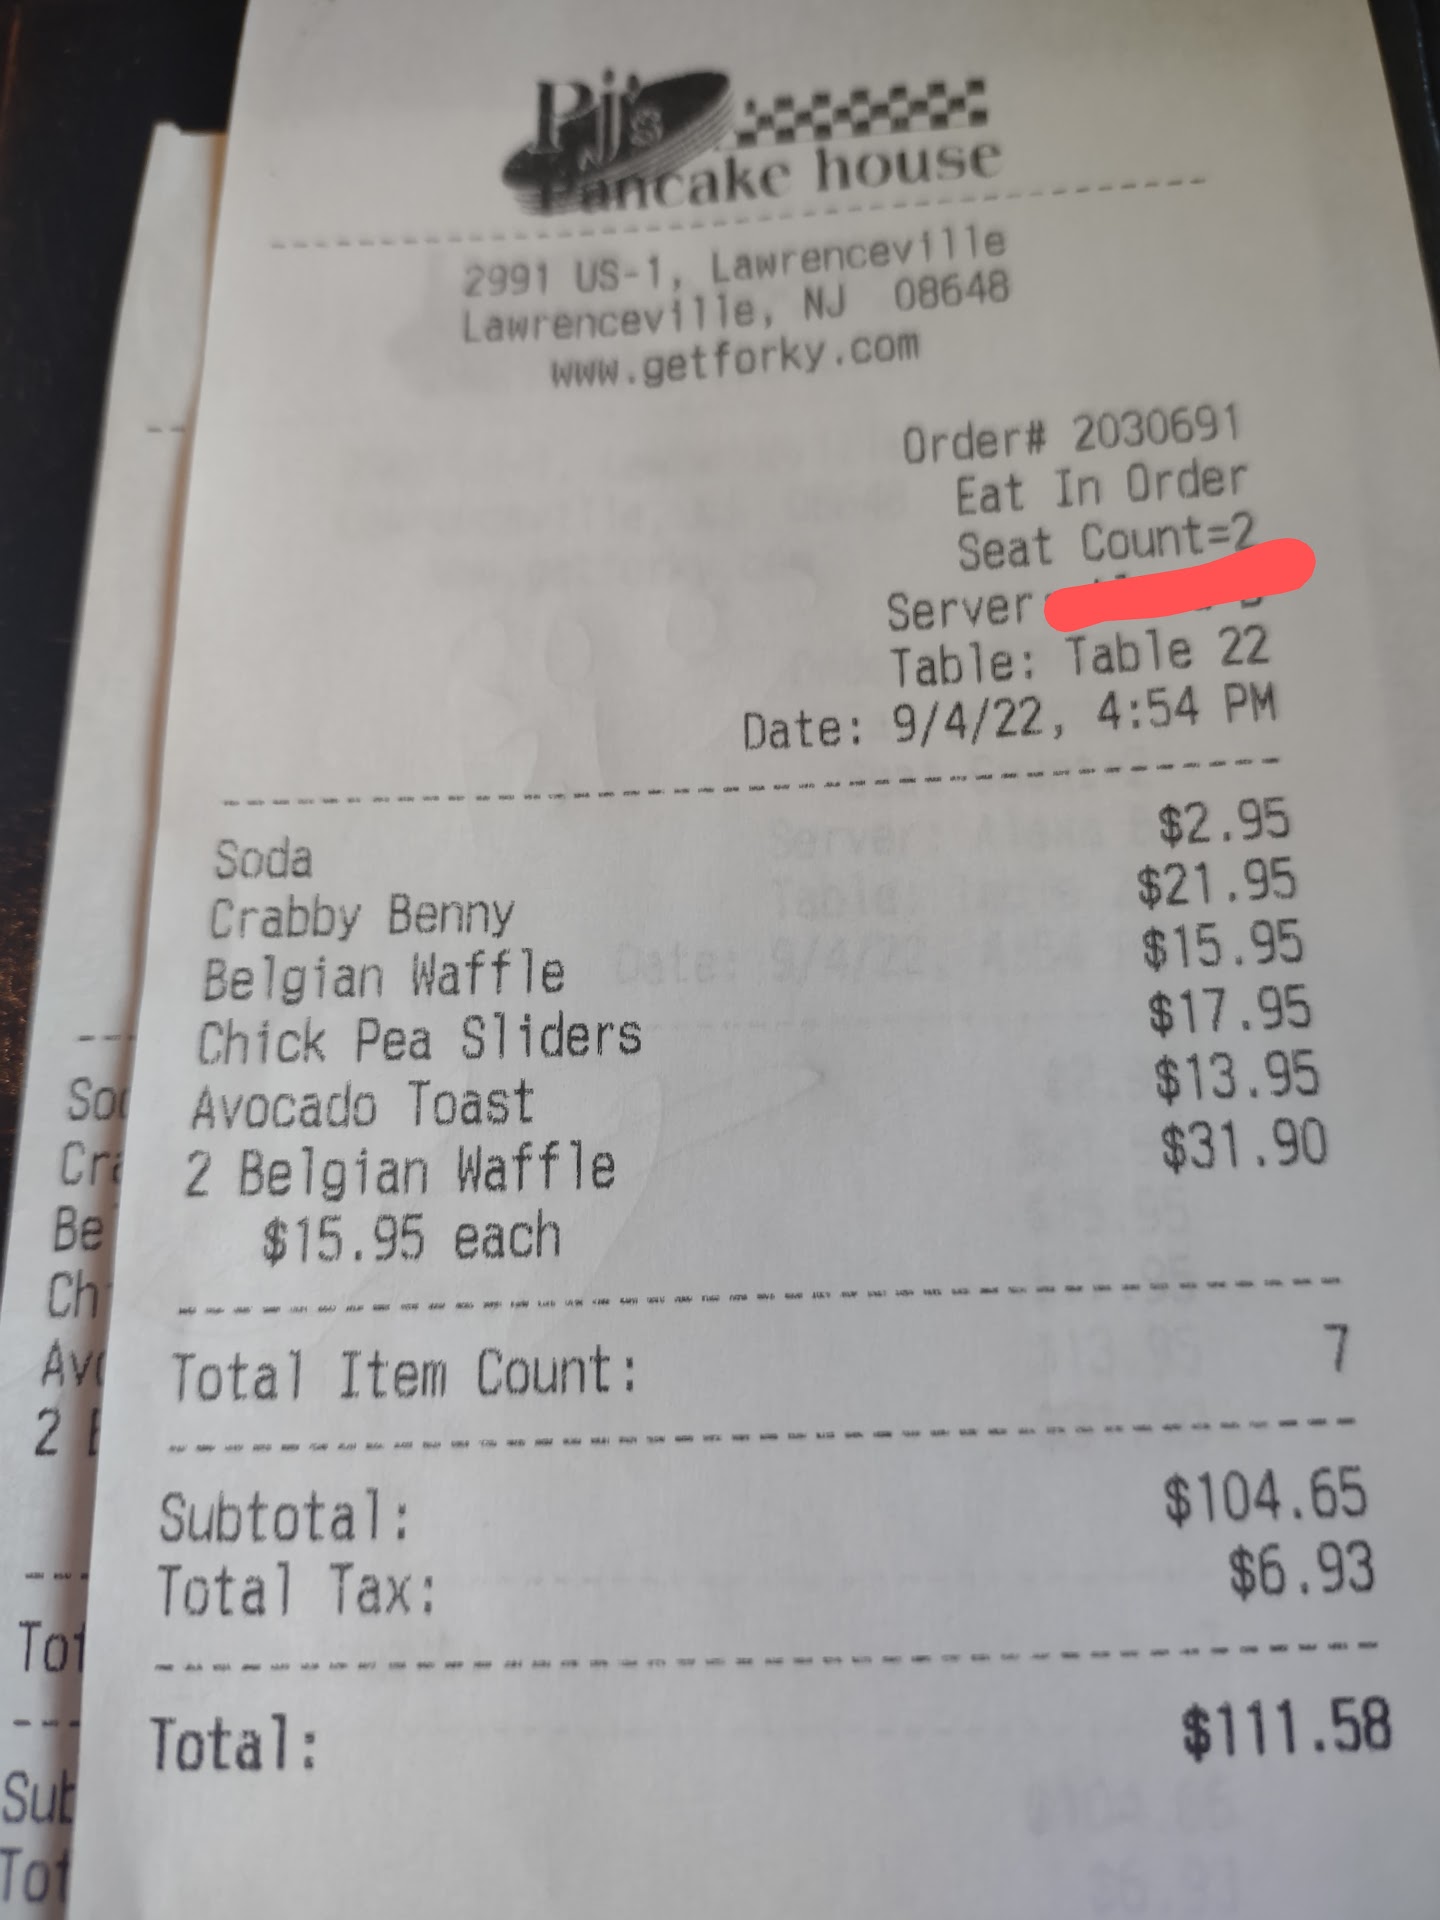 Pj's
Pancake house
2991 US-1, Lawrenceville
Lawrenceville, NJ 08648
www.getforky.com
Order# 2030691
Eat In Order
Seat Count=2
Server:
Table: Table 22
Date: 9/4/22, 4:54 PM
Soda $2.95
Crabby Benny $21.95
Belgian Waffle $15.95
Chick Pea Sliders $17.95
Avocado Toast $13.95
2 Belgian Waffle $31.90
$15.95 each
Total Item Count: 7
Subtotal: $104.65
Total Tax: $6.93
Total: $111.58